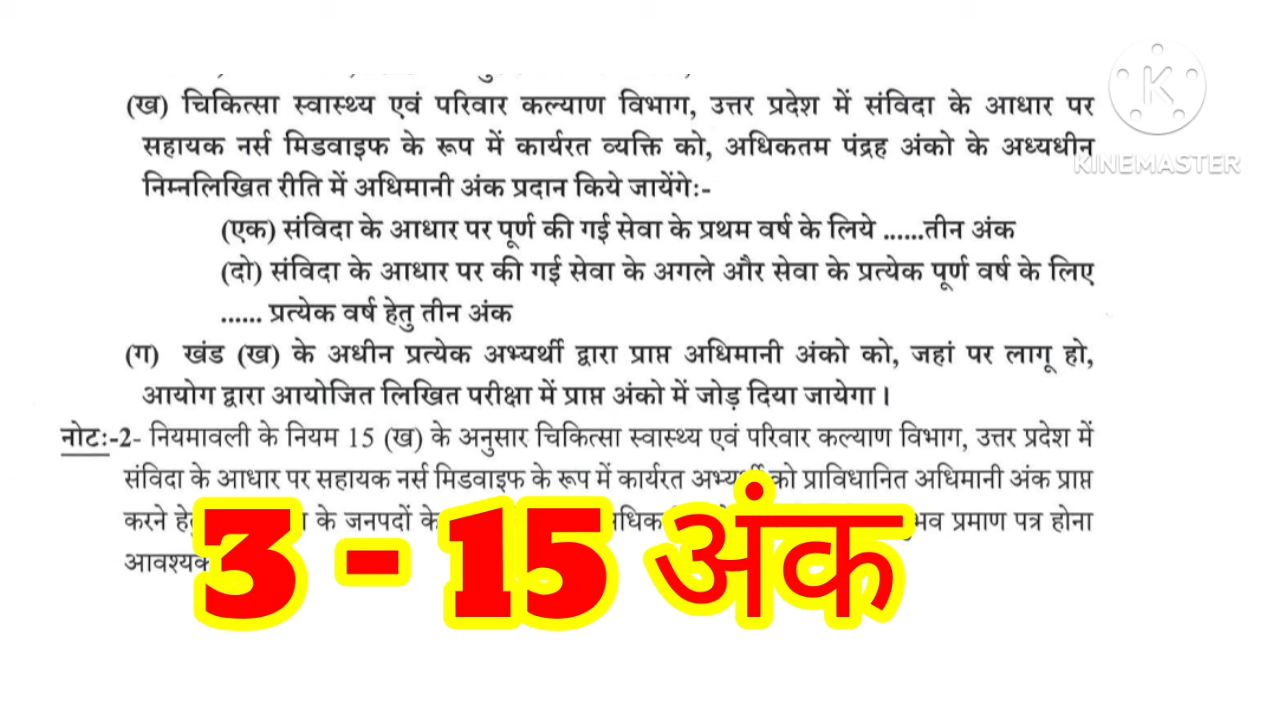 (ख) चिकित्सा स्वास्थ्य एवं परिवार कल्याण विभाग, उत्तर प्रदेश में संविदा के आधार पर
सहायक नर्स मिडवाइफ के रूप में कार्यरत व्यक्ति को, अधिकतम पंद्रह अंको के अध्यधीन
निम्नलिखित रीति में अधिमानी अंक प्रदान किये जायेंगेः-
(एक) संविदा के आधार पर पूर्ण की गई सेवा के प्रथम वर्ष के लिये ......तीन अंक
(दो) संविदा के आधार पर की गई सेवा के अगले और सेवा के प्रत्येक पूर्ण वर्ष के लिए
...... प्रत्येक वर्ष हेतु तीन अंक
(ग) खंड (ख) के अधीन प्रत्येक अभ्यर्थी द्वारा प्राप्त अधिमानी अंको को, जहां पर लागू हो,
आयोग द्वारा आयोजित लिखित परीक्षा में प्राप्त अंको में जोड़ दिया जायेगा।
नोटः-2- नियमावली के नियम 15 (ख) के अनुसार चिकित्सा स्वास्थ्य एवं परिवार कल्याण विभाग, उत्तर प्रदेश में
संविदा के आधार पर सहायक नर्स मिडवाइफ के रूप में कार्यरत अभ्यर्थी को प्राविधानित अधिमानी अंक प्राप्त
करने के जनपदों के प्रमाण पत्र होना
3 - 15 अंक
K
KINEMASTER